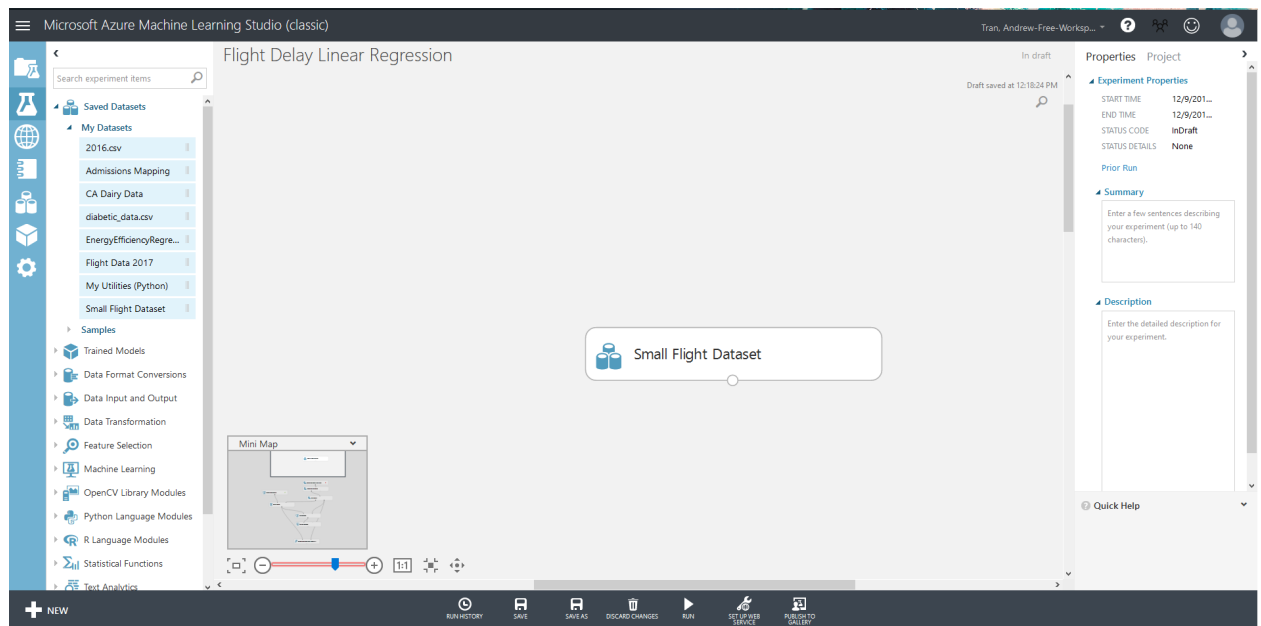 Microsoft Azure Machine Learning Studio (classic)
Tran, Andrew-Free-Worksp...
Search experiment items
Saved Datasets
My Datasets
2016.csv
Admissions Mapping
CA Dairy Data
diabetic_data.csv
EnergyEfficiencyRegre...
Flight Data 2017
My Utilities (Python)
Small Flight Dataset
Samples
Trained Models
Data Format Conversions
Data Input and Output
Data Transformation
Feature Selection
Machine Learning
OpenCV Library Modules
Python Language Modules
R Language Modules
Statistical Functions
Text Analytics
Flight Delay Linear Regression
In draft
Draft saved at 12:18:24 PM
Small Flight Dataset
Mini Map
1:1
Properties Project
Experiment Properties
START TIME 12/9/201...
END TIME 12/9/201...
STATUS CODE InDraft
STATUS DETAILS None
Prior Run
Summary
Enter a few sentences describing
your experiment (up to 140
characters).
Description
Enter the detailed description for
your experiment.
Quick Help
NEW
RUN HISTORY
SAVE
SAVE AS
DISCARD CHANGES
RUN
SET UP WEB
SERVICE
PUBLISH TO
GALLERY